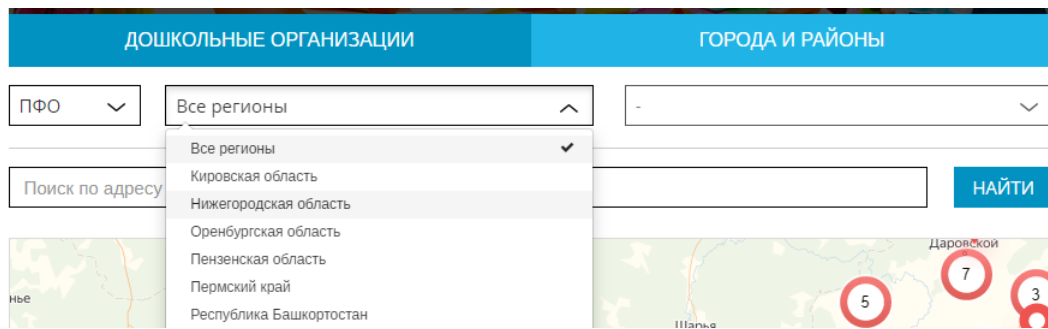 ДОШКОЛЬНЫЕ ОРГАНИЗАЦИИ
ГОРОДА И РАЙОНЫ
ПФО
Все регионы
-
Все регионы
Кировская область
Нижегородская область
Оренбургская область
Пензенская область
Пермский край
Республика Башкортостан
Поиск по адресу
НАЙТИ
Даровской
7
5
3
нье
Шарья